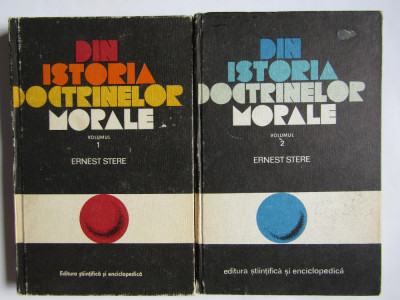 DIN
ISTORIA
DOCTRINELOR
MORALE
VOLUMUL
1
ERNEST STERE
Editura științifică și enciclopedică
DIN
ISTORIA
DOCTRINELOR
MORALE
VOLUMUL
2
ERNEST STERE
editura științifică și enciclopedică